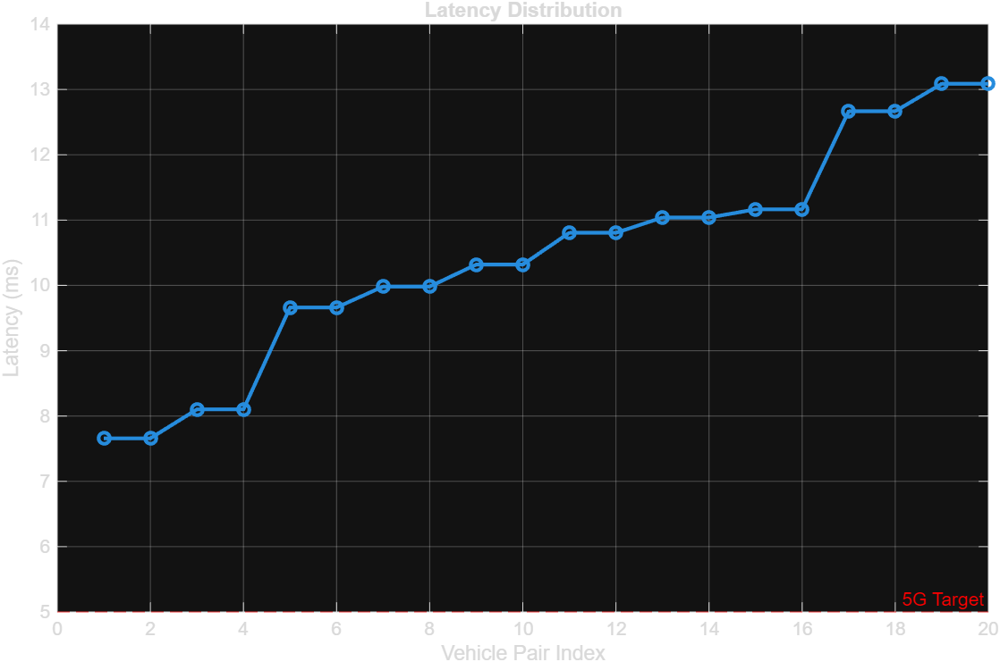 Latency Distribution
14
13
12
11
10
9
8
7
6
5
Latency (ms)
5G Target
0 2 4 6 8 10 12 14 16 18 20
Vehicle Pair Index